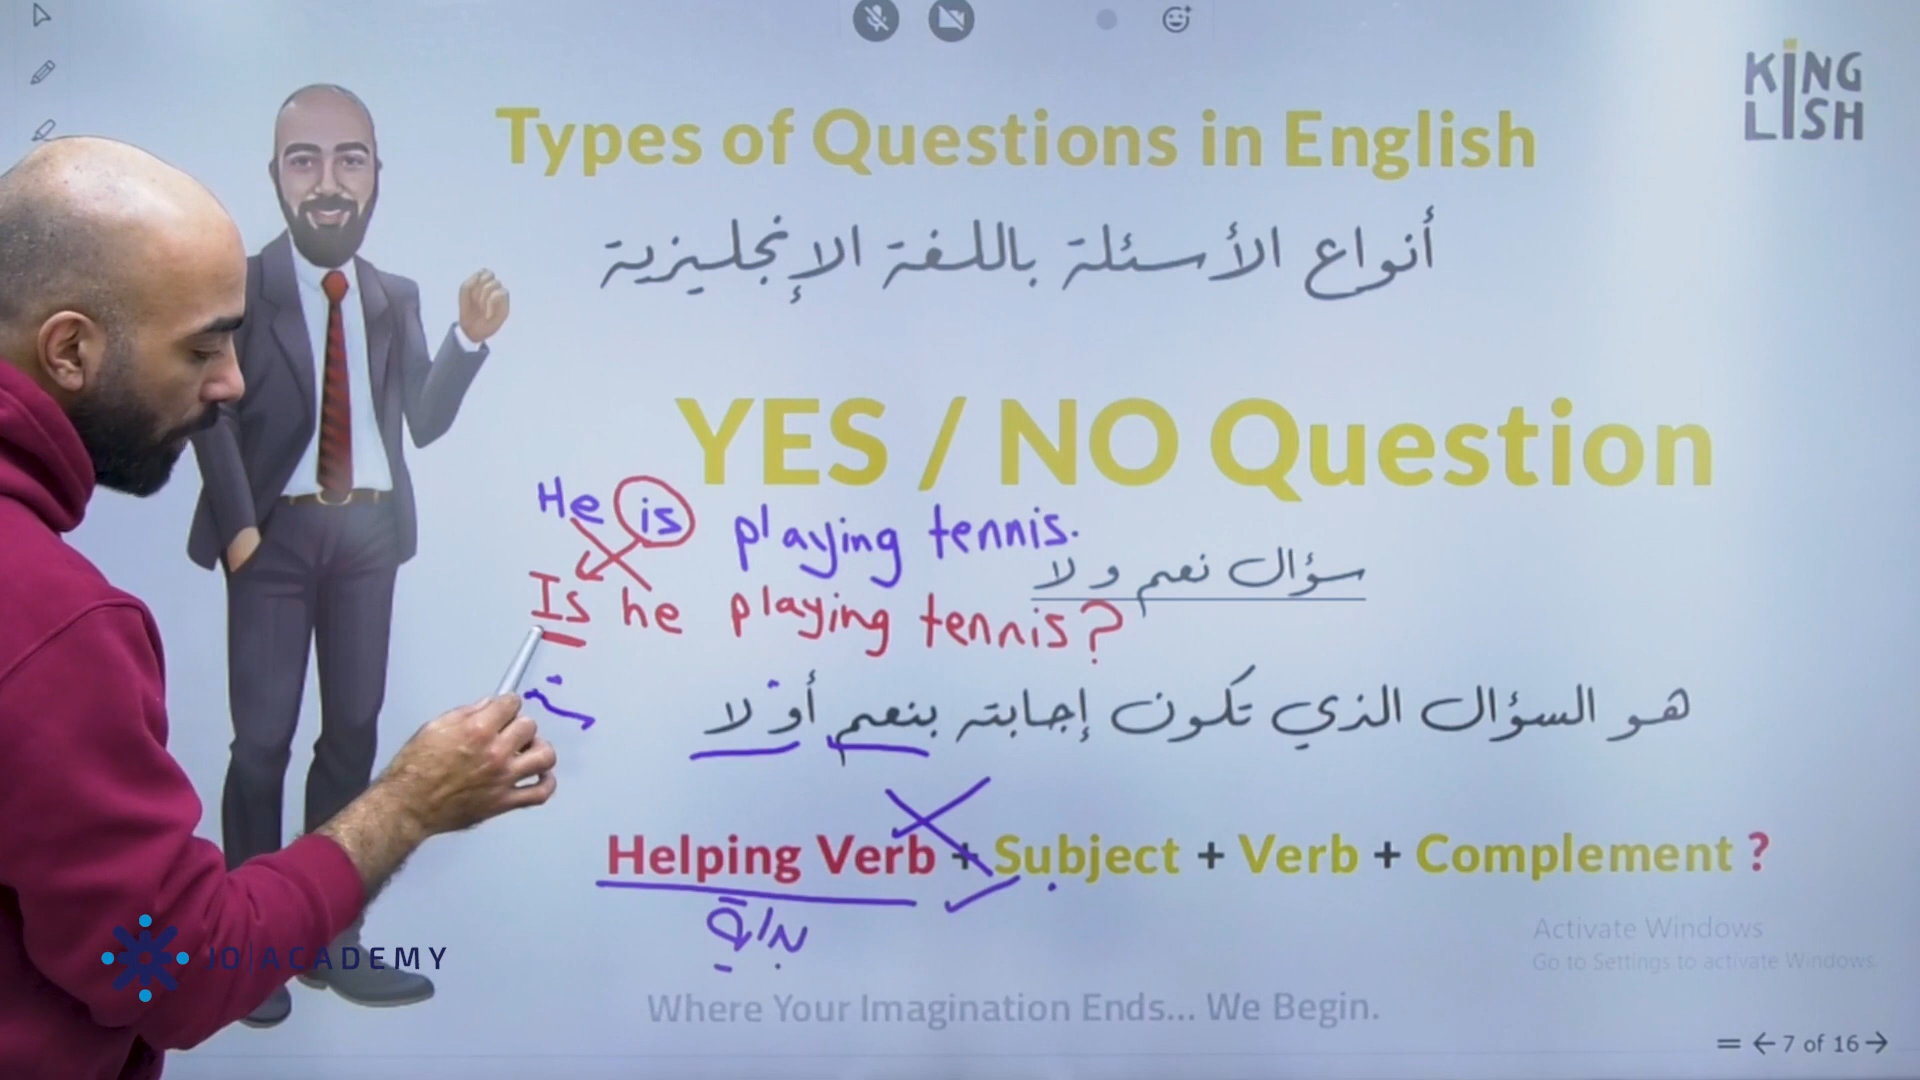 KING
LISH
Types of Questions in English
أنواع الأسئلة باللغة الإنجليزية
YES / NO Question
He is playing tennis.
سؤال نعم و لا
Is he playing tennis?
هو السؤال الذي تكون إجابته بنعم أو لا
Helping Verb + Subject + Verb + Complement ?
بداية
JO ACADEMY
Activate Windows
Go to Settings to activate Windows.
Where Your Imagination Ends... We Begin.
7 of 16